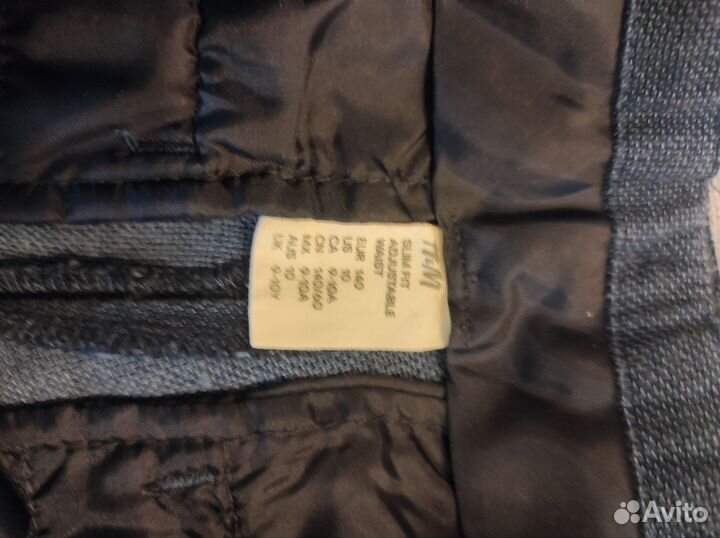 H&M
SLIM FIT
ADJUSTABLE
WAIST
EUR 140
US 10
CA 9-10A
CN 140/60
MX 9-10A
AUS 10
UK 9-10Y
Avito